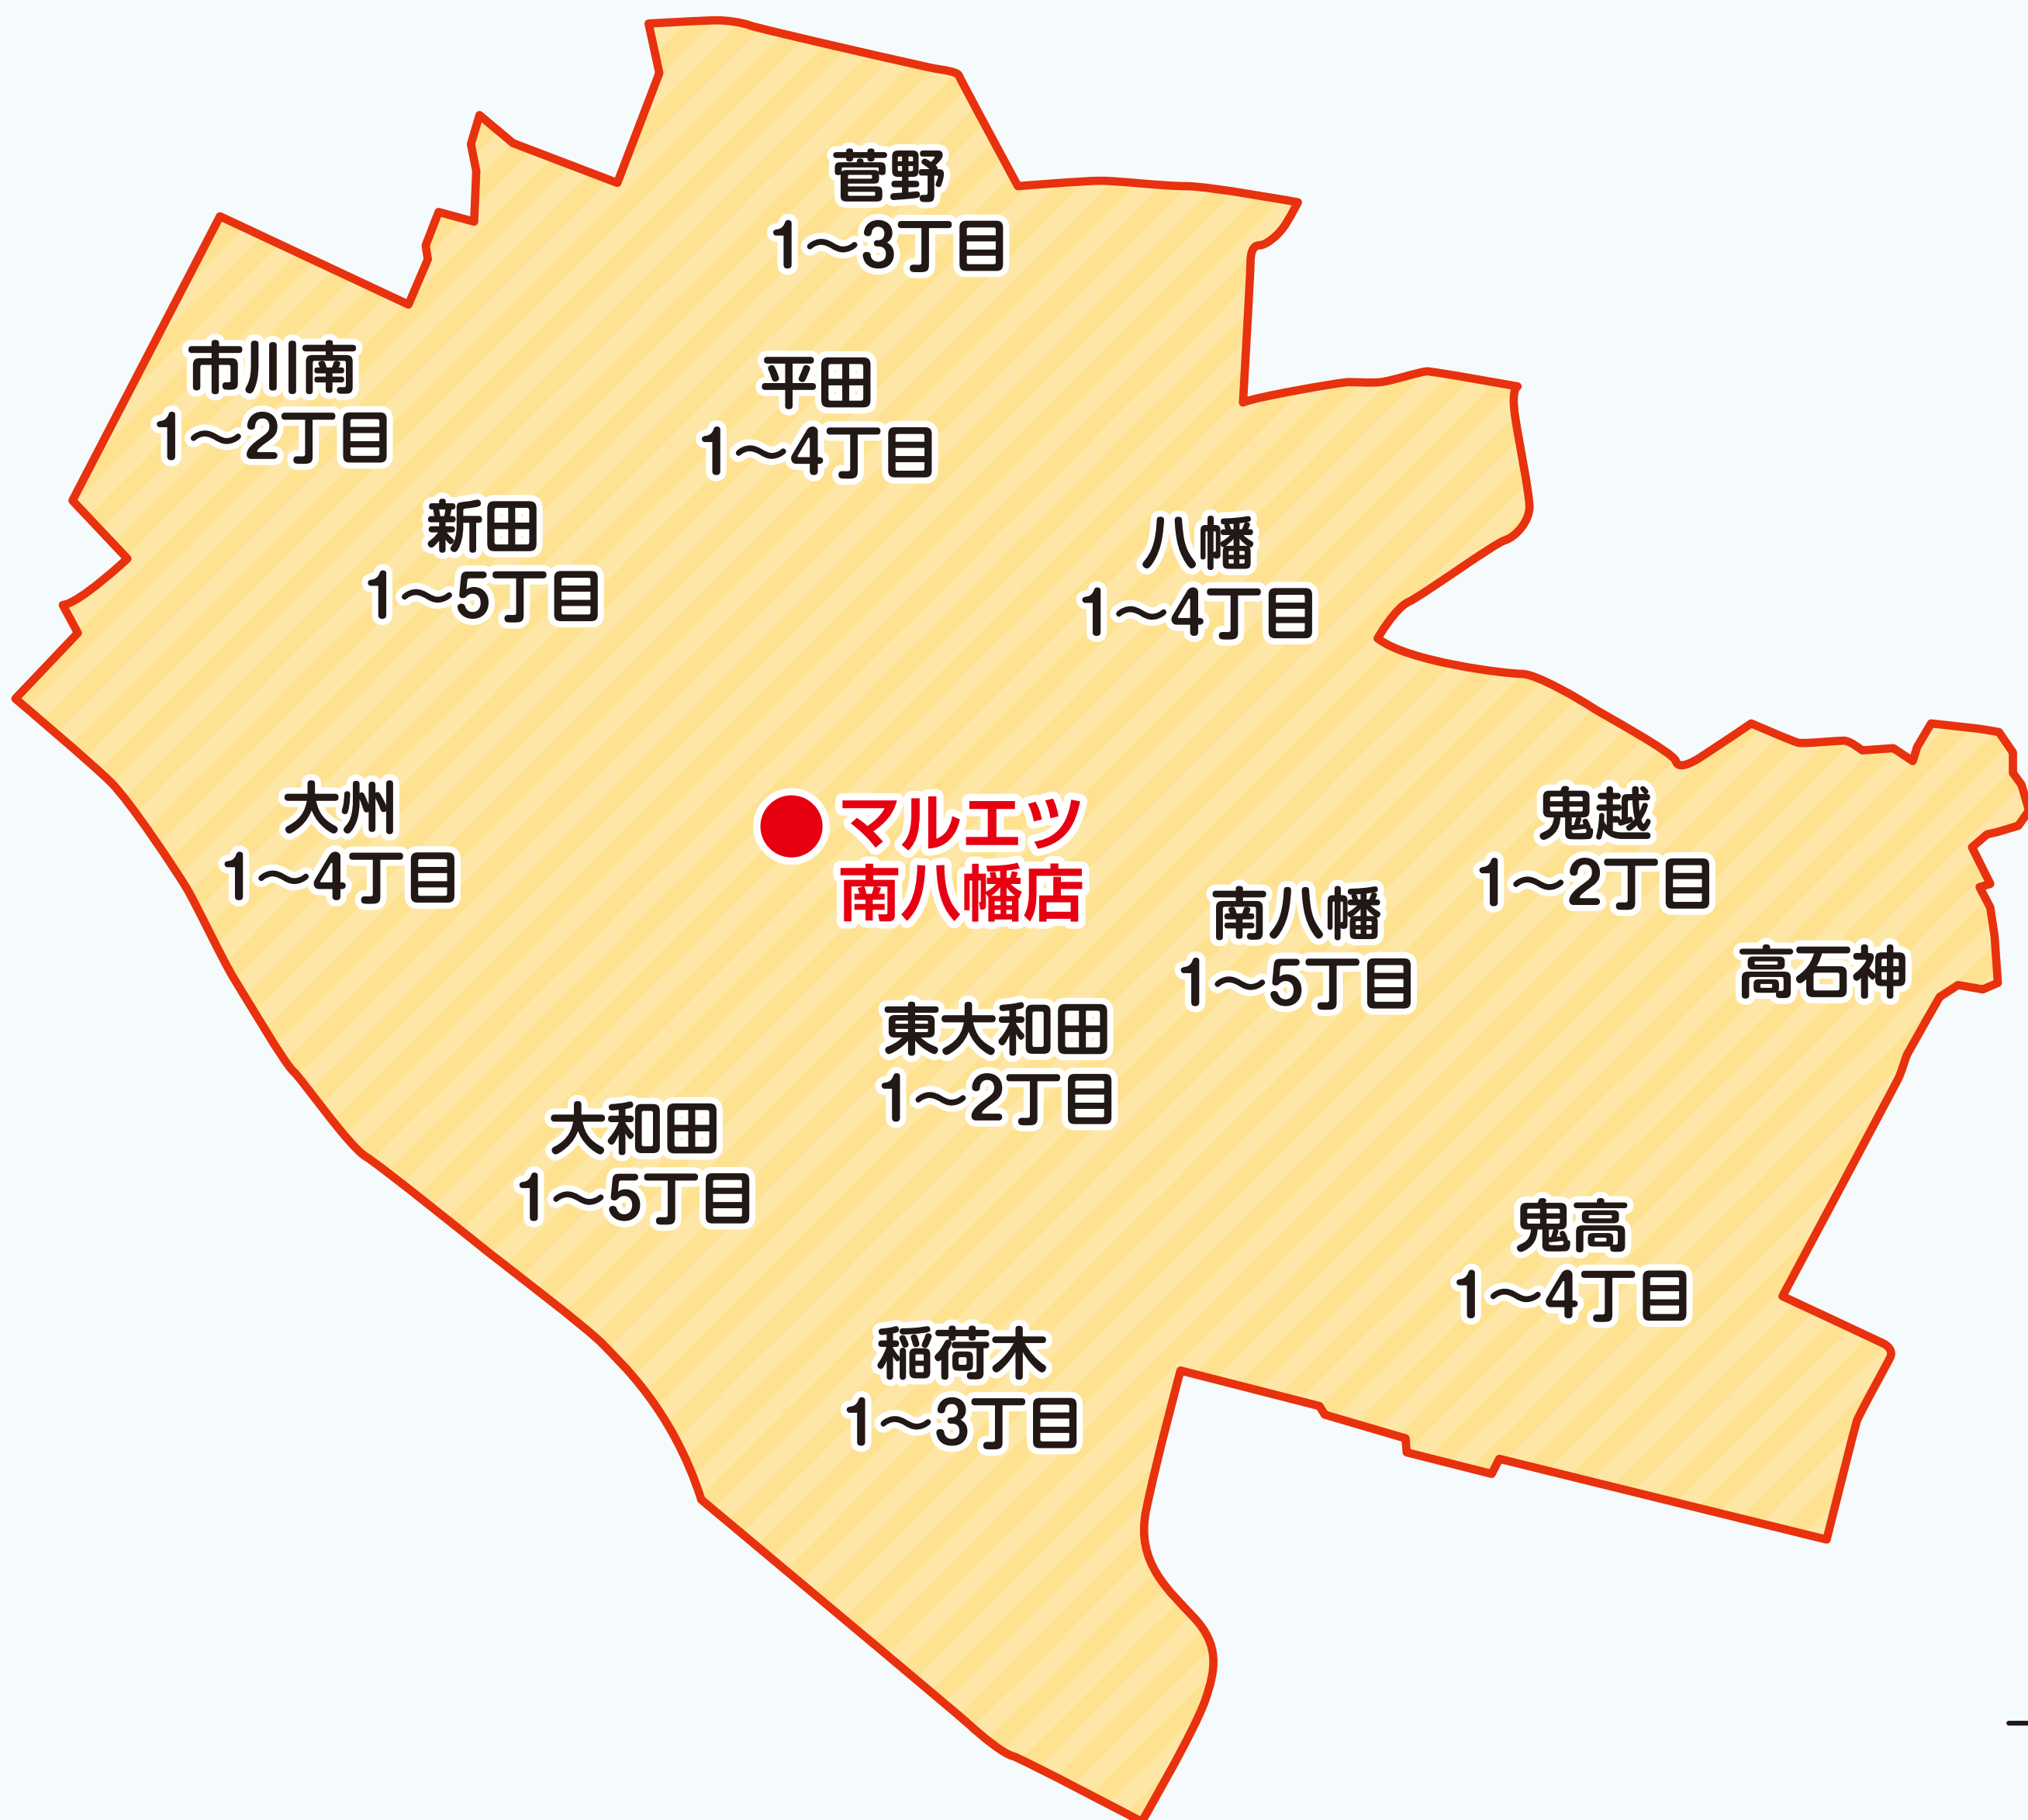 菅野
1～3丁目
市川南
1～2丁目
平田
1～4丁目
新田
1～5丁目
八幡
1～4丁目
大州
1～4丁目
マルエツ
南八幡店
鬼越
1～2丁目
南八幡
1～5丁目
高石神
東大和田
1～2丁目
大和田
1～5丁目
鬼高
1～4丁目
稲荷木
1～3丁目